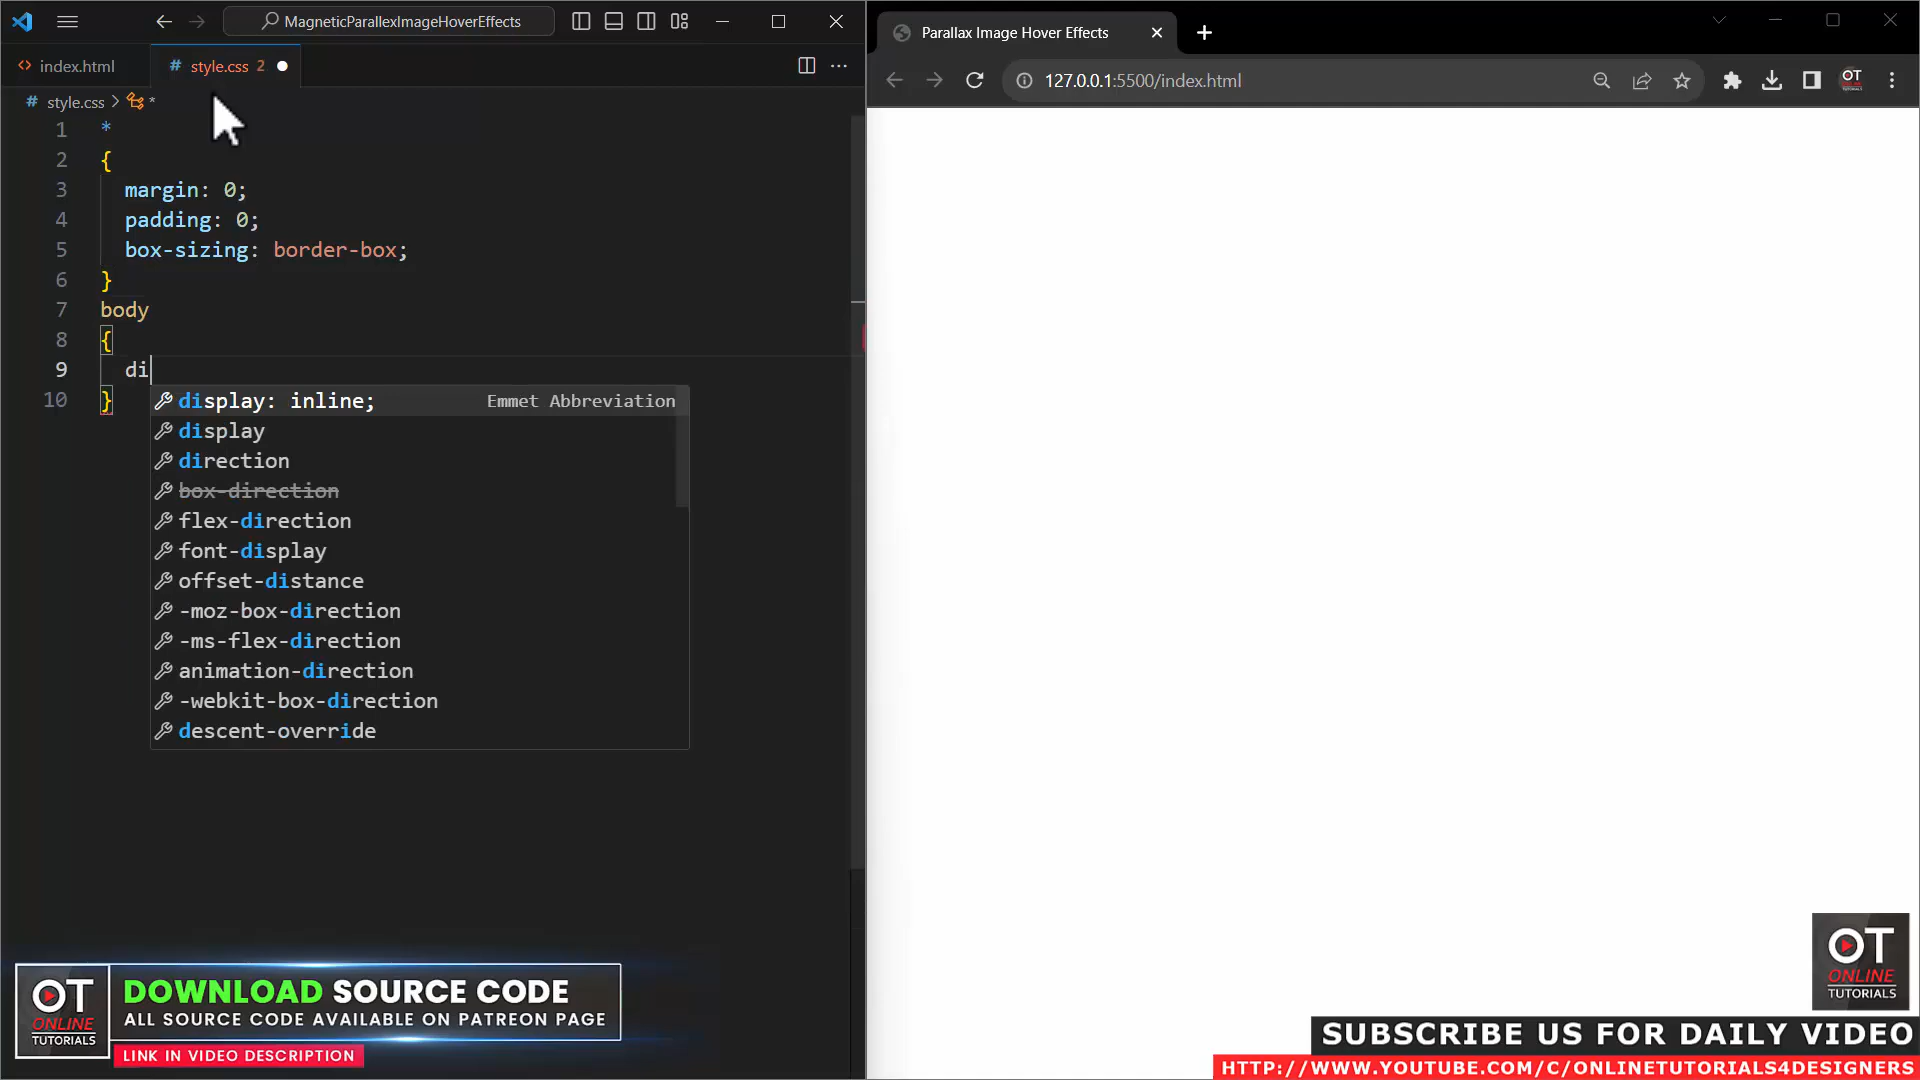 MagneticParallexImageHoverEffects
index.html
style.css 2
style.css > *
1 *
2 {
3 margin: 0;
4 padding: 0;
5 box-sizing: border-box;
6 }
7 body
8 {
9 di
10 }
display: inline; Emmet Abbreviation
display
direction
box-direction
flex-direction
font-display
offset-distance
-moz-box-direction
-ms-flex-direction
animation-direction
-webkit-box-direction
descent-override
OT
ONLINE
TUTORIALS
DOWNLOAD SOURCE CODE
ALL SOURCE CODE AVAILABLE ON PATREON PAGE
LINK IN VIDEO DESCRIPTION
Parallax Image Hover Effects
127.0.0.1:5500/index.html
OT
OT
ONLINE
TUTORIALS
SUBSCRIBE US FOR DAILY VIDEO
HTTP://WWW.YOUTUBE.COM/C/ONLINETUTORIALS4DESIGNERS